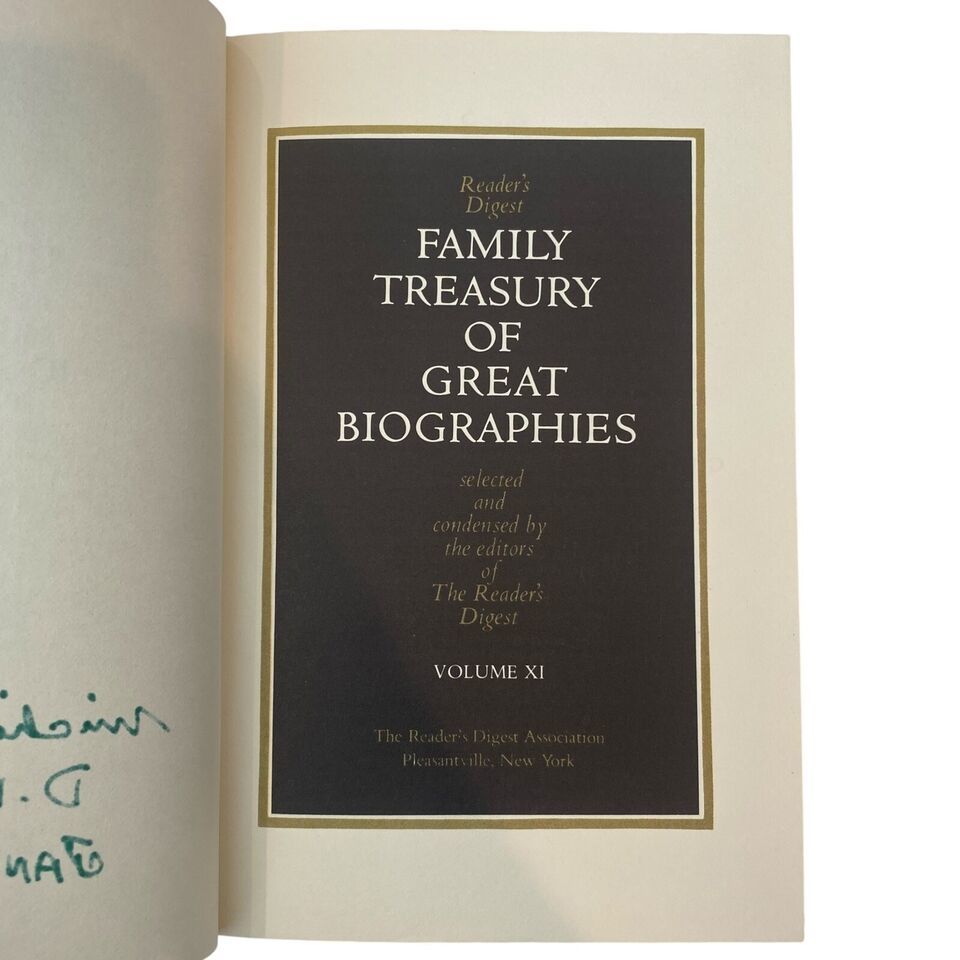 Reader's
Digest
FAMILY
TREASURY
OF
GREAT
BIOGRAPHIES
selected
and
condensed by
the editors
of
The Reader's
Digest
VOLUME XI
The Reader's Digest Association
Pleasantville, New York